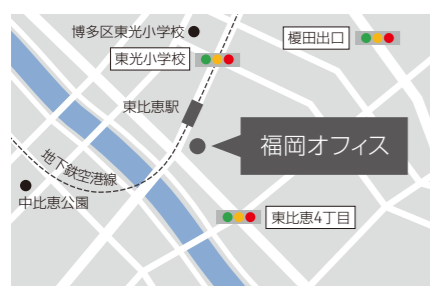 博多区東光小学校
榎田出口
東光小学校
東比恵駅
福岡オフィス
地下鉄空港線
中比恵公園
東比恵4丁目